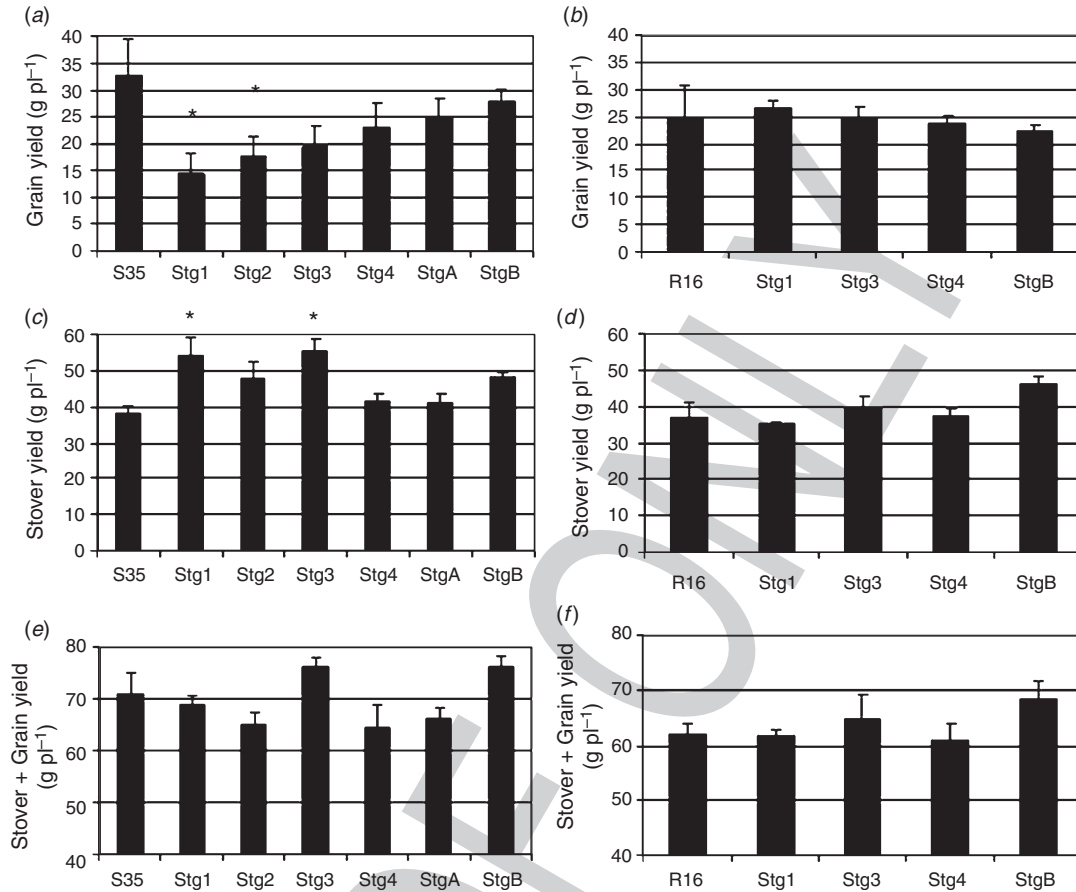 (a)
Grain yield (g pl⁻¹)
40
35
30
25
20
15
10
5
0
*
*
S35 Stg1 Stg2 Stg3 Stg4 StgA StgB
(b)
Grain yield (g pl⁻¹)
40
35
30
25
20
15
10
5
0
R16 Stg1 Stg3 Stg4 StgB
(c)
Stover yield (g pl⁻¹)
60
50
40
30
20
10
0
*
*
S35 Stg1 Stg2 Stg3 Stg4 StgA StgB
(d)
Stover yield (g pl⁻¹)
60
50
40
30
20
10
0
R16 Stg1 Stg3 Stg4 StgB
(e)
Stover + Grain yield
(g pl⁻¹)
80
70
60
50
40
S35 Stg1 Stg2 Stg3 Stg4 StgA StgB
(f)
Stover + Grain yield
(g pl⁻¹)
80
70
60
50
40
R16 Stg1 Stg3 Stg4 StgB
F ONLY